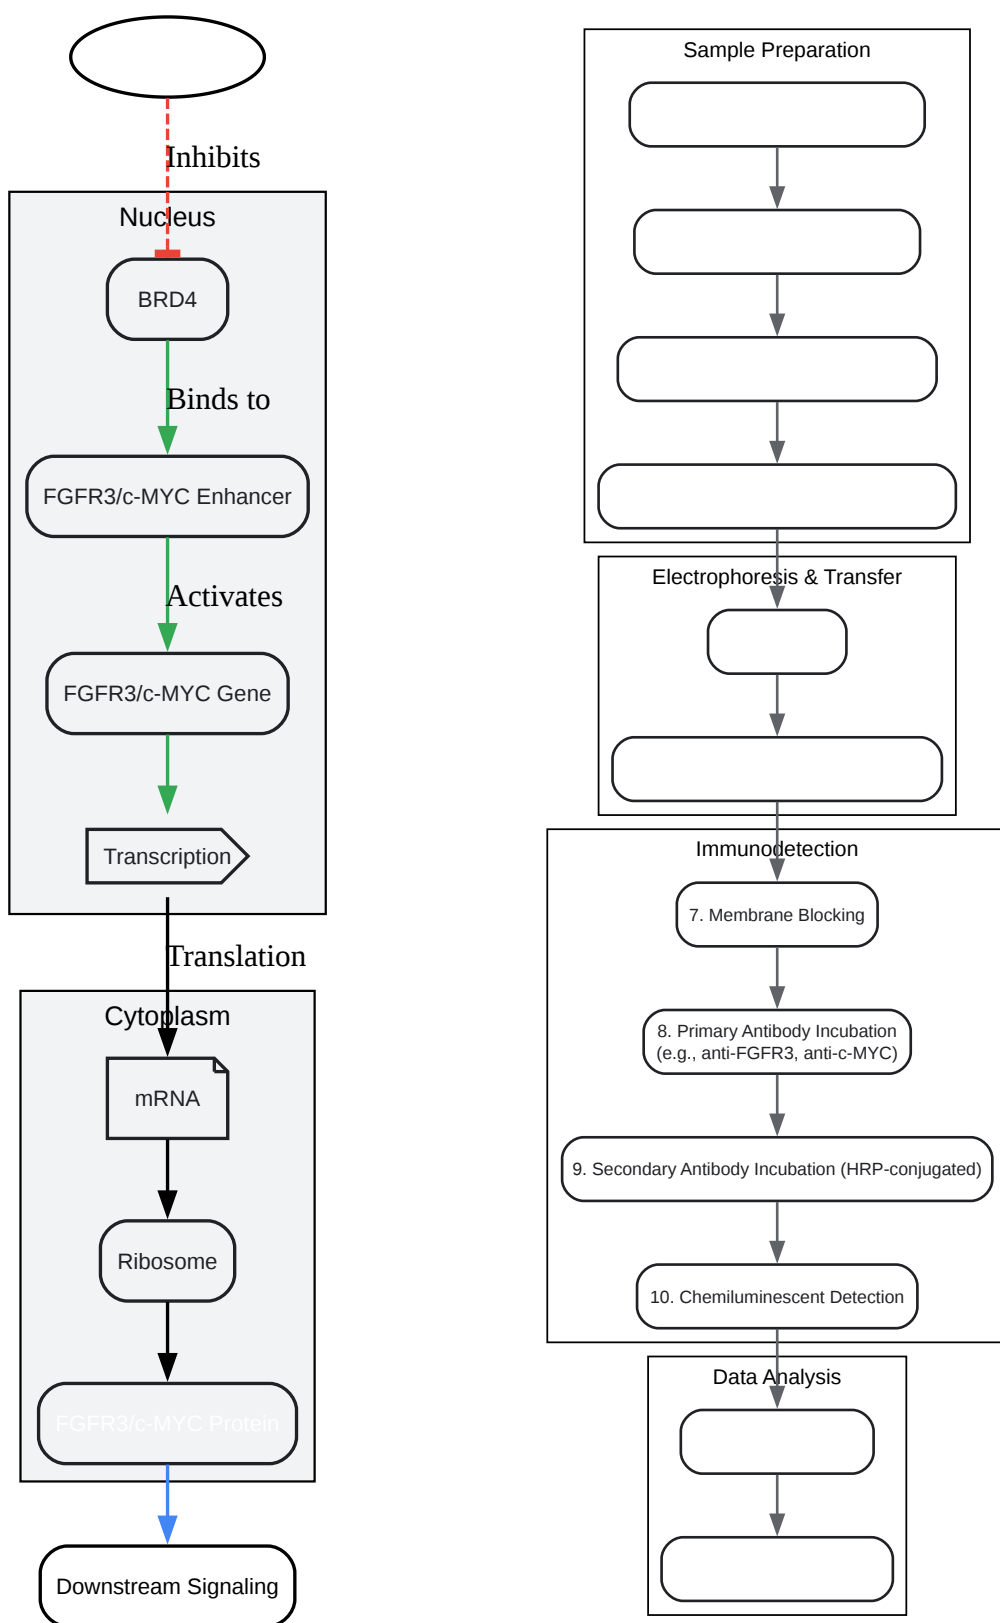 Inhibits
Nucleus
BRD4
Binds to
FGFR3/c-MYC Enhancer
Activates
FGFR3/c-MYC Gene
Transcription
Translation
Cytoplasm
mRNA
Ribosome
FGFR3/c-MYC Protein
Downstream Signaling
Sample Preparation
Electrophoresis & Transfer
Immunodetection
7. Membrane Blocking
8. Primary Antibody Incubation
(e.g., anti-FGFR3, anti-c-MYC)
9. Secondary Antibody Incubation (HRP-conjugated)
10. Chemiluminescent Detection
Data Analysis